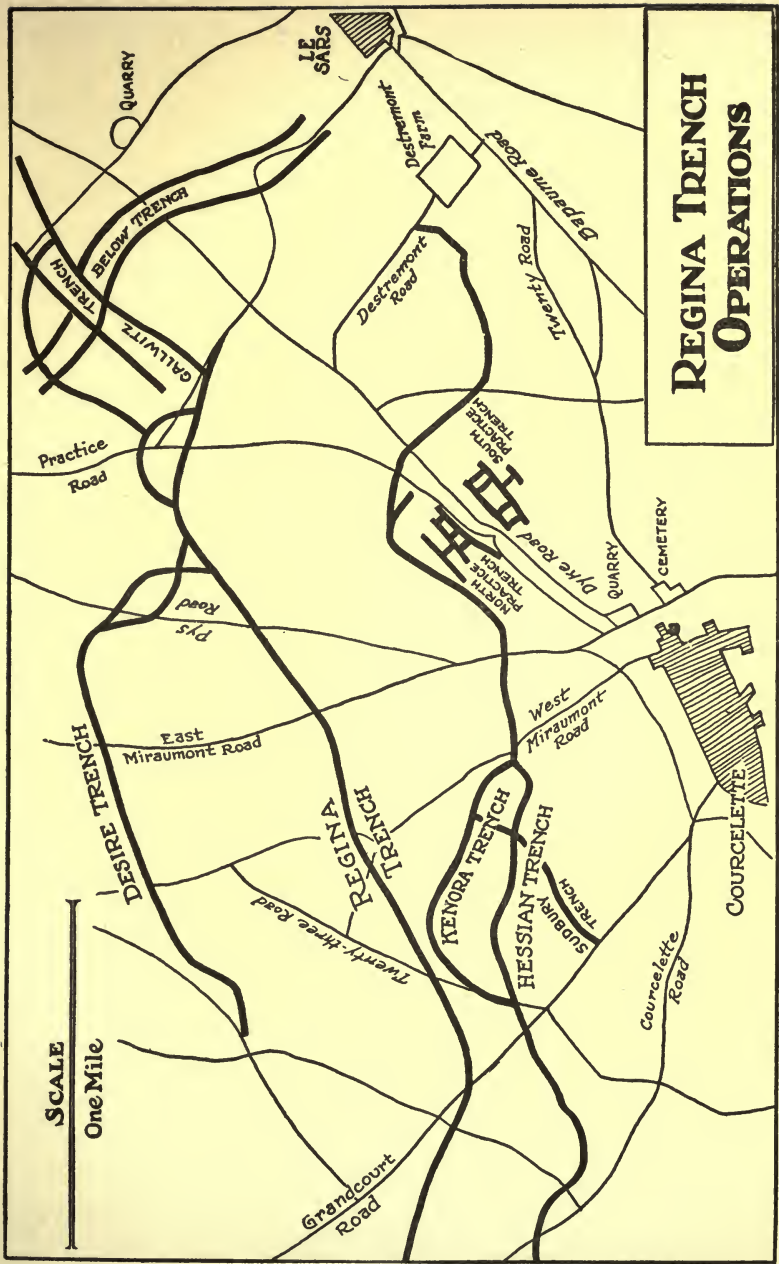 REGINA TRENCH
OPERATIONS
LE
SARS
QUARRY
Destremont
Farm
Bapaume Road
BELOW TRENCH
TRENCH
GALLWITZ
Destremont
Road
Twenty Road
Practice
Road
SOUTH
PRACTICE
TRENCH
NORTH
PRACTICE
TRENCH
Dyke Road
QUARRY
CEMETERY
Pys
Road
East
Miraumont Road
West
Miraumont
Road
DESIRE TRENCH
REGINA
TRENCH
KENORA TRENCH
HESSIAN TRENCH
SUDBURY
TRENCH
COURCELETTE
Twenty-three Road
Courcelette
Road
Grandcourt
Road
SCALE
One Mile